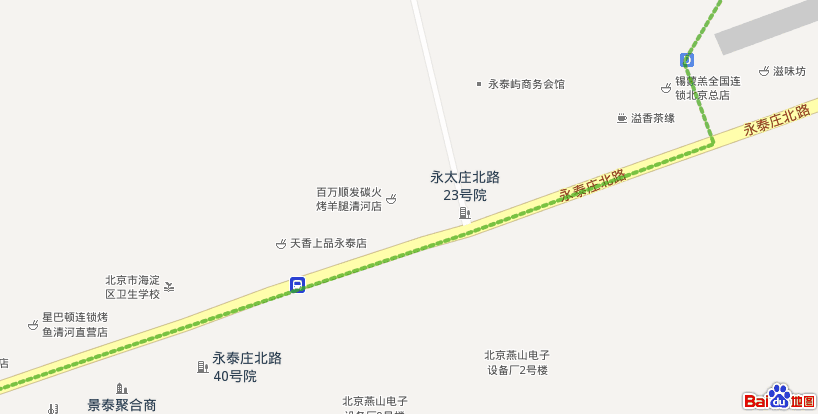 永泰屿商务会馆
锡蒙羔全国连
锁北京总店
滋味坊
溢香茶缘
永泰庄北路
永太庄北路
23号院
永泰庄北路
百万顺发碳火
烤羊腿清河店
天香上品永泰店
北京市海淀
区卫生学校
星巴顿连锁烤
鱼清河直营店
店
永泰庄北路
40号院
北京燕山电子
设备厂2号楼
景泰聚合商
北京燕山电子
Bai du 地图